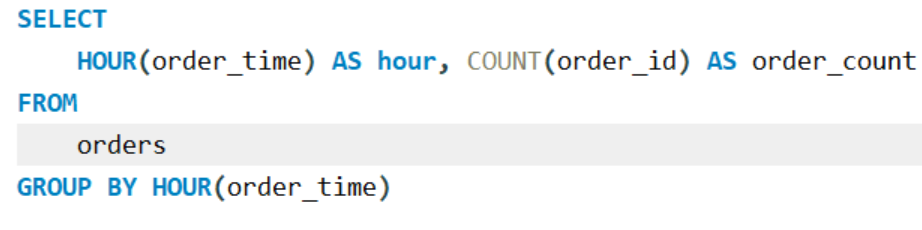 SELECT
    HOUR(order_time) AS hour, COUNT(order_id) AS order_count
FROM
    orders
GROUP BY HOUR(order_time)